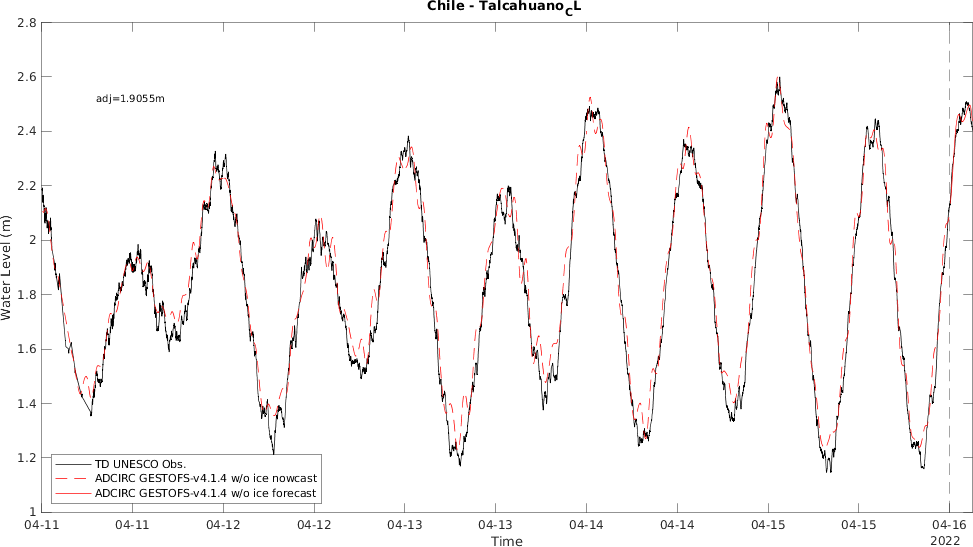 Chile - Talcahuano_CL
2.8
2.6
2.4
2.2
2
1.8
1.6
1.4
1.2
1
Water Level (m)
adj=1.9055m
TD UNESCO Obs.
ADCIRC GESTOFS-v4.1.4 w/o ice nowcast
ADCIRC GESTOFS-v4.1.4 w/o ice forecast
04-11 04-11 04-12 04-12 04-13 04-13 04-14 04-14 04-15 04-15 04-16
Time
2022